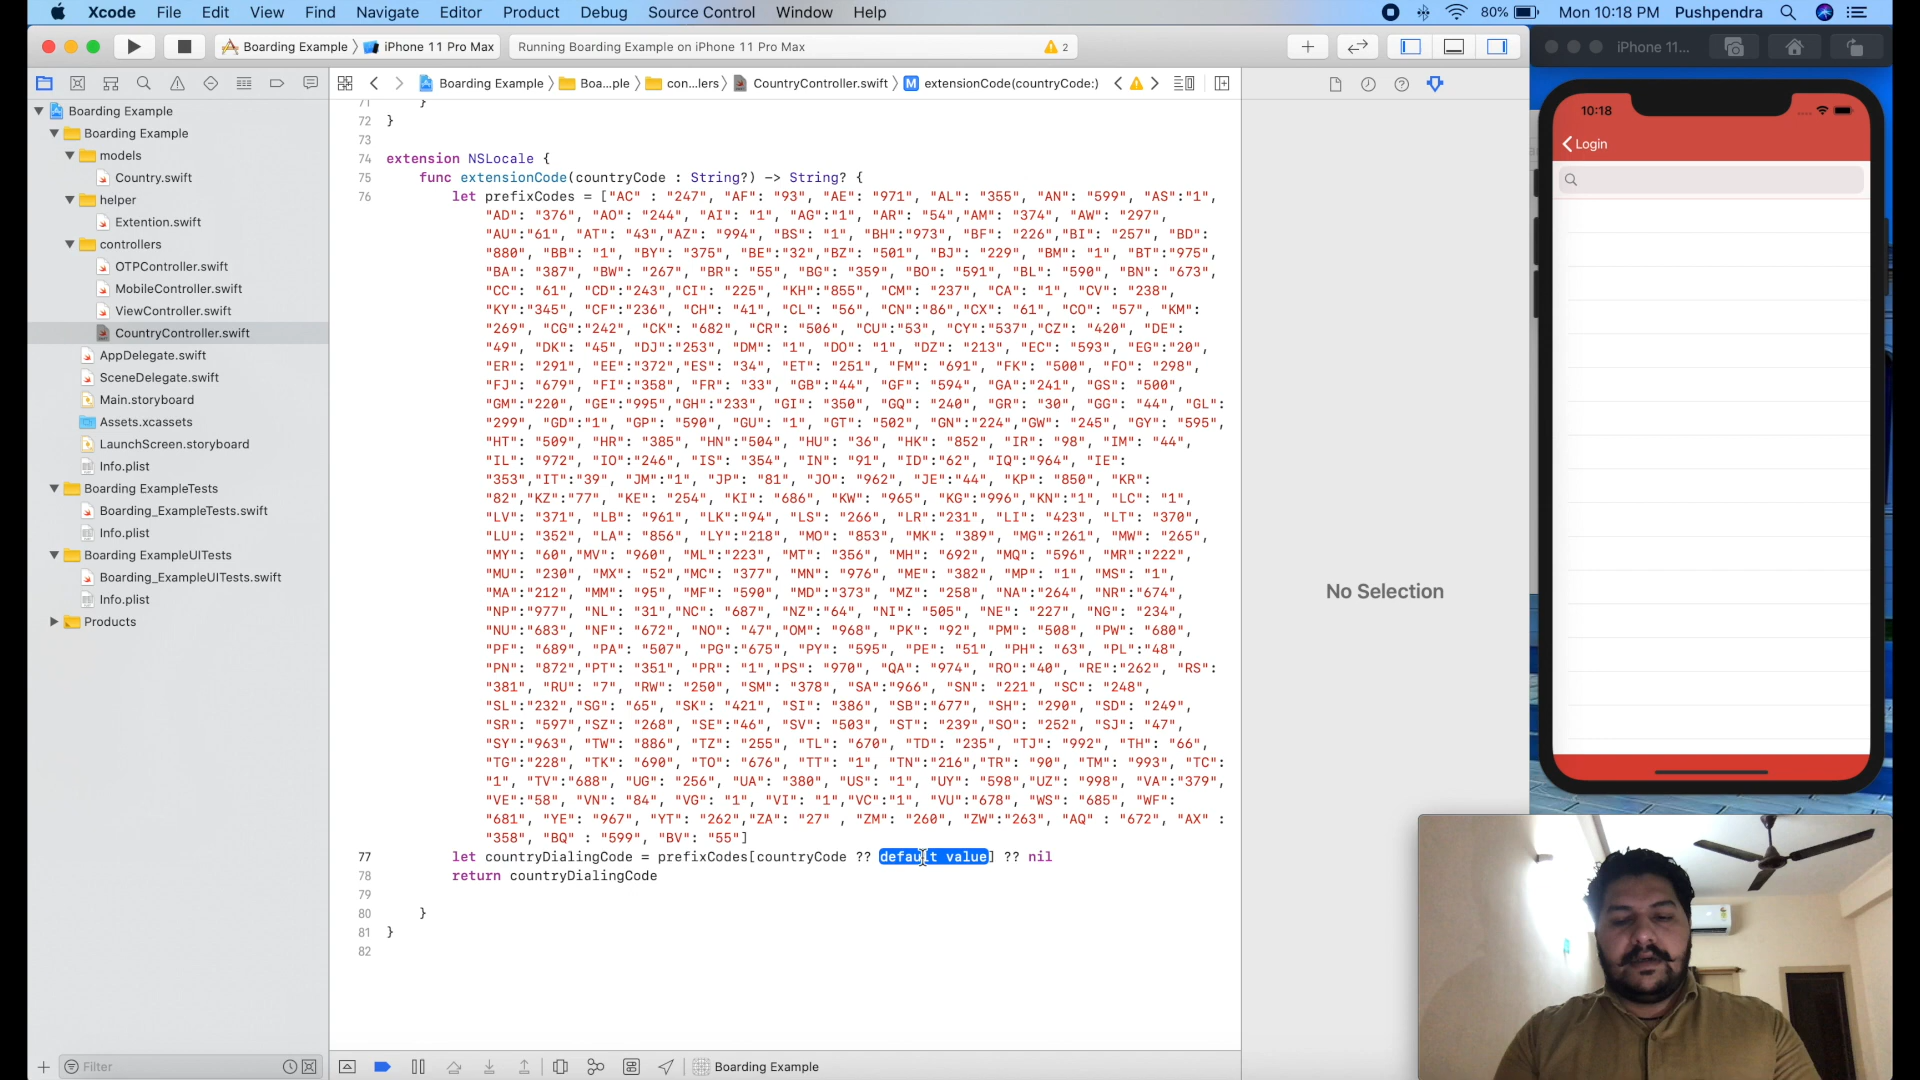 Xcode File Edit View Find Navigate Editor Product Debug Source Control Window Help 80% Mon 10:18 PM Pushpendra
Boarding Example iPhone 11 Pro Max Running Boarding Example on iPhone 11 Pro Max 2 iPhone 11...
Boarding Example Boa...ple con...lers CountryController.swift M extensionCode(countryCode:)
Boarding Example
Boarding Example
models
Country.swift
helper
Extention.swift
controllers
OTPController.swift
MobileController.swift
ViewController.swift
CountryController.swift
AppDelegate.swift
SceneDelegate.swift
Main.storyboard
Assets.xcassets
LaunchScreen.storyboard
Info.plist
Boarding ExampleTests
Boarding_ExampleTests.swift
Info.plist
Boarding ExampleUITests
Boarding_ExampleUITests.swift
Info.plist
Products
Filter
71 }
72 }
73
74 extension NSLocale {
75 func extensionCode(countryCode : String?) -> String? {
76 let prefixCodes = ["AC" : "247", "AF": "93", "AE": "971", "AL": "355", "AN": "599", "AS":"1",
"AD": "376", "AO": "244", "AI": "1", "AG":"1", "AR": "54","AM": "374", "AW": "297",
"AU":"61", "AT": "43","AZ": "994", "BS": "1", "BH":"973", "BF": "226","BI": "257", "BD":
"880", "BB": "1", "BY": "375", "BE":"32","BZ": "501", "BJ": "229", "BM": "1", "BT":"975",
"BA": "387", "BW": "267", "BR": "55", "BG": "359", "BO": "591", "BL": "590", "BN": "673",
"CC": "61", "CD":"243","CI": "225", "KH":"855", "CM": "237", "CA": "1", "CV": "238",
"KY":"345", "CF":"236", "CH": "41", "CL": "56", "CN":"86","CX": "61", "CO": "57", "KM":
"269", "CG":"242", "CK": "682", "CR": "506", "CU":"53", "CY":"537","CZ": "420", "DE":
"49", "DK": "45", "DJ":"253", "DM": "1", "DO": "1", "DZ": "213", "EC": "593", "EG":"20",
"ER": "291", "EE":"372","ES": "34", "ET": "251", "FM": "691", "FK": "500", "FO": "298",
"FJ": "679", "FI":"358", "FR": "33", "GB":"44", "GF": "594", "GA":"241", "GS": "500",
"GM":"220", "GE":"995","GH":"233", "GI": "350", "GQ": "240", "GR": "30", "GG": "44", "GL":
"299", "GD":"1", "GP": "590", "GU": "1", "GT": "502", "GN":"224","GW": "245", "GY": "595",
"HT": "509", "HR": "385", "HN":"504", "HU": "36", "HK": "852", "IR": "98", "IM": "44",
"IL": "972", "IO":"246", "IS": "354", "IN": "91", "ID":"62", "IQ":"964", "IE":
"353","IT":"39", "JM":"1", "JP": "81", "JO": "962", "JE":"44", "KP": "850", "KR":
"82","KZ":"77", "KE": "254", "KI": "686", "KW": "965", "KG":"996","KN":"1", "LC": "1",
"LV": "371", "LB": "961", "LK":"94", "LS": "266", "LR":"231", "LI": "423", "LT": "370",
"LU": "352", "LA": "856", "LY":"218", "MO": "853", "MK": "389", "MG":"261", "MW": "265",
"MY": "60","MV": "960", "ML":"223", "MT": "356", "MH": "692", "MQ": "596", "MR":"222",
"MU": "230", "MX": "52","MC": "377", "MN": "976", "ME": "382", "MP": "1", "MS": "1",
"MA":"212", "MM": "95", "MF": "590", "MD":"373", "MZ": "258", "NA":"264", "NR":"674",
"NP":"977", "NL": "31","NC": "687", "NZ":"64", "NI": "505", "NE": "227", "NG": "234",
"NU":"683", "NF": "672", "NO": "47","OM": "968", "PK": "92", "PM": "508", "PW": "680",
"PF": "689", "PA": "507", "PG":"675", "PY": "595", "PE": "51", "PH": "63", "PL":"48",
"PN": "872","PT": "351", "PR": "1","PS": "970", "QA": "974", "RO":"40", "RE":"262", "RS":
"381", "RU": "7", "RW": "250", "SM": "378", "SA":"966", "SN": "221", "SC": "248",
"SL":"232","SG": "65", "SK": "421", "SI": "386", "SB":"677", "SH": "290", "SD": "249",
"SR": "597","SZ": "268", "SE":"46", "SV": "503", "ST": "239","SO": "252", "SJ": "47",
"SY":"963", "TW": "886", "TZ": "255", "TL": "670", "TD": "235", "TJ": "992", "TH": "66",
"TG":"228", "TK": "690", "TO": "676", "TT": "1", "TN":"216","TR": "90", "TM": "993", "TC":
"1", "TV":"688", "UG": "256", "UA": "380", "US": "1", "UY": "598","UZ": "998", "VA":"379",
"VE":"58", "VN": "84", "VG": "1", "VI": "1","VC":"1", "VU":"678", "WS": "685", "WF":
"681", "YE": "967", "YT": "262","ZA": "27" , "ZM": "260", "ZW":"263", "AQ" : "672", "AX" :
"358", "BQ" : "599", "BV": "55"]
77 let countryDialingCode = prefixCodes[countryCode ?? default value] ?? nil
78 return countryDialingCode
79
80 }
81 }
82
Boarding Example
No Selection
10:18
Login